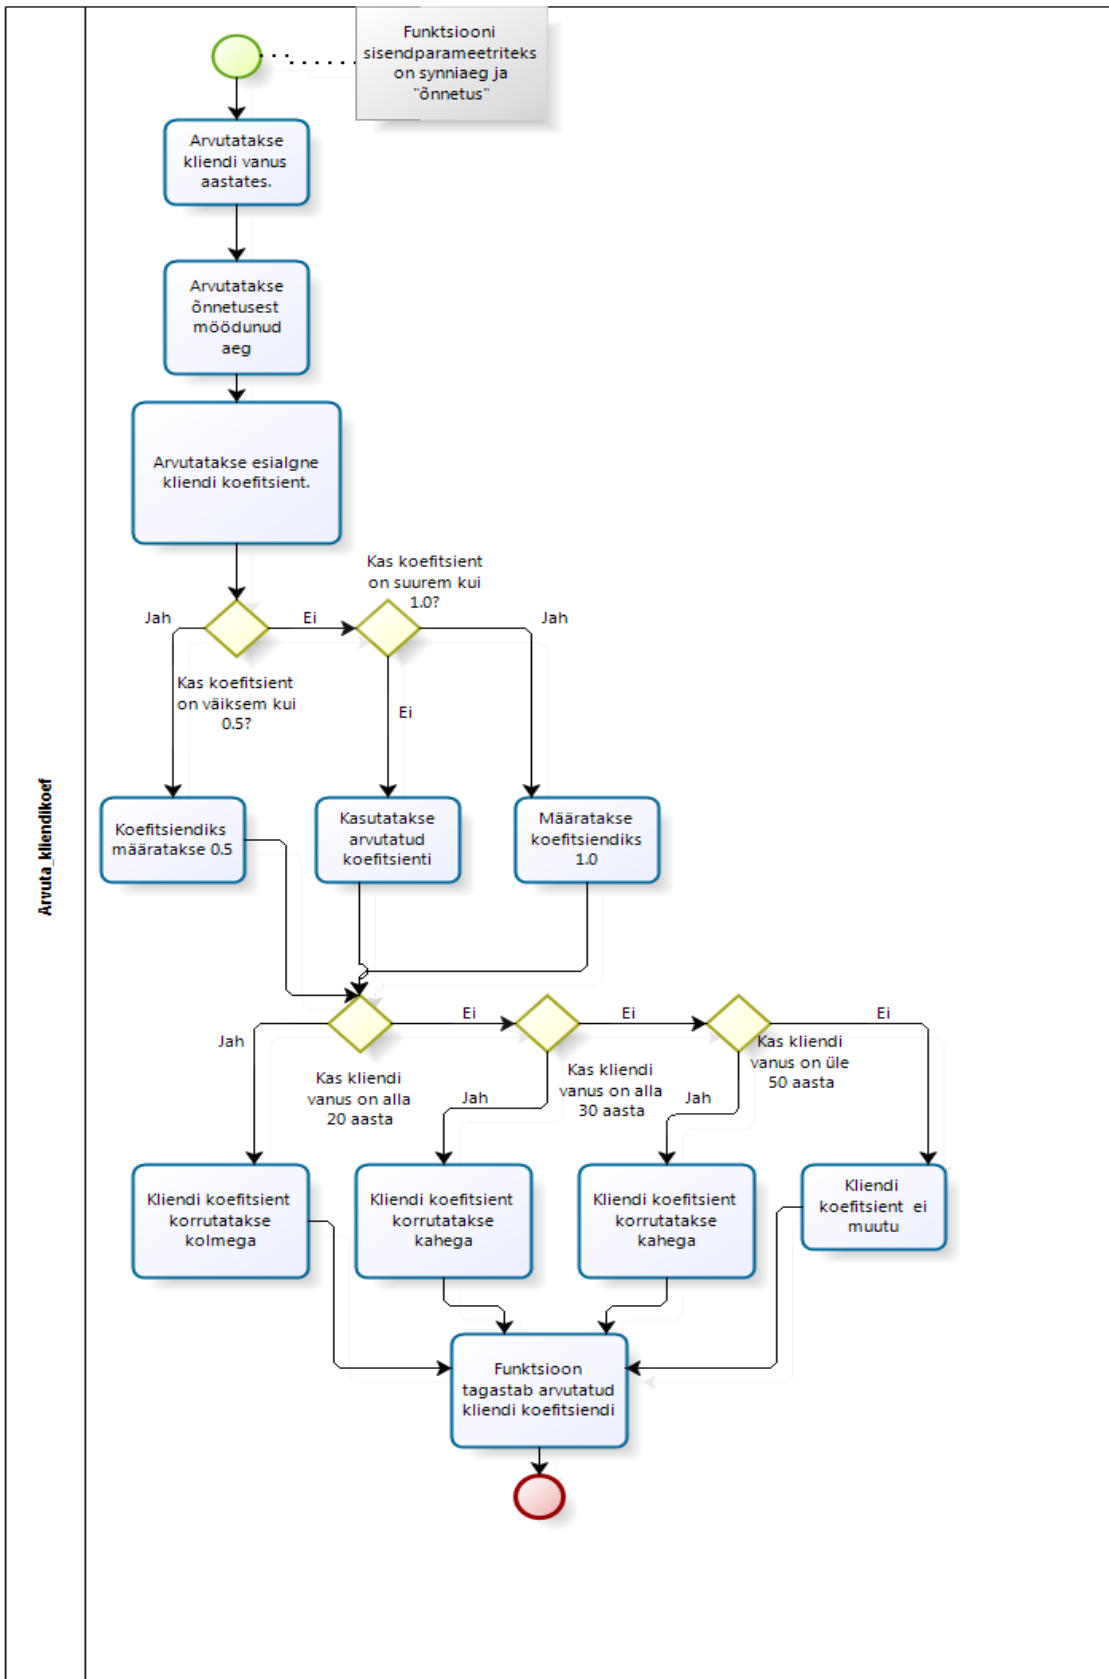 Funktsiooni
sisendparameetriteks
on synniaeg ja
"õnnetus"
Arvutatakse
kliendi vanus
aastates.
Arvutatakse
õnnetusest
möödunud
aeg
Arvutatakse esialgne
kliendi koefitsient.
Kas koefitsient
on suurem kui
1.0?
Jah
Ei
Jah
Kas koefitsient
on väiksem kui
0.5?
Ei
Arvuta_kliendikoef
Koefitsiendiks
määratakse 0.5
Kasutatakse
arvutatud
koefitsienti
Määratakse
koefitsiendiks
1.0
Jah
Ei
Ei
Ei
Kas kliendi
vanus on alla
20 aasta
Kas kliendi
vanus on alla
30 aasta
Kas kliendi
vanus on üle
50 aasta
Jah
Jah
Kliendi koefitsient
korrutatakse
kolmega
Kliendi koefitsient
korrutatakse
kahega
Kliendi koefitsient
korrutatakse
kahega
Kliendi
koefitsient ei
muutu
Funktsioon
tagastab arvutatud
kliendi koefitsiendi